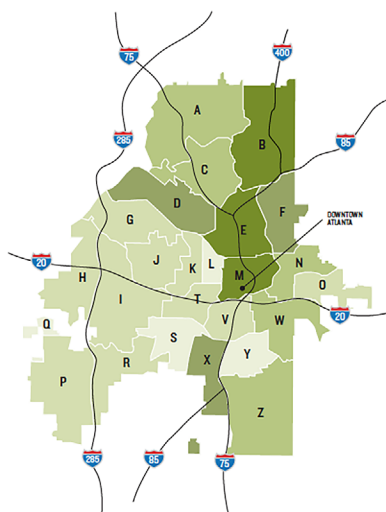 75
400
A
B
285
85
C
D
F
G
E
DOWNTOWN
ATLANTA
J
K
L
N
20
H
M
O
I
T
V
W
20
Q
S
R
X
Y
P
Z
285
85
75